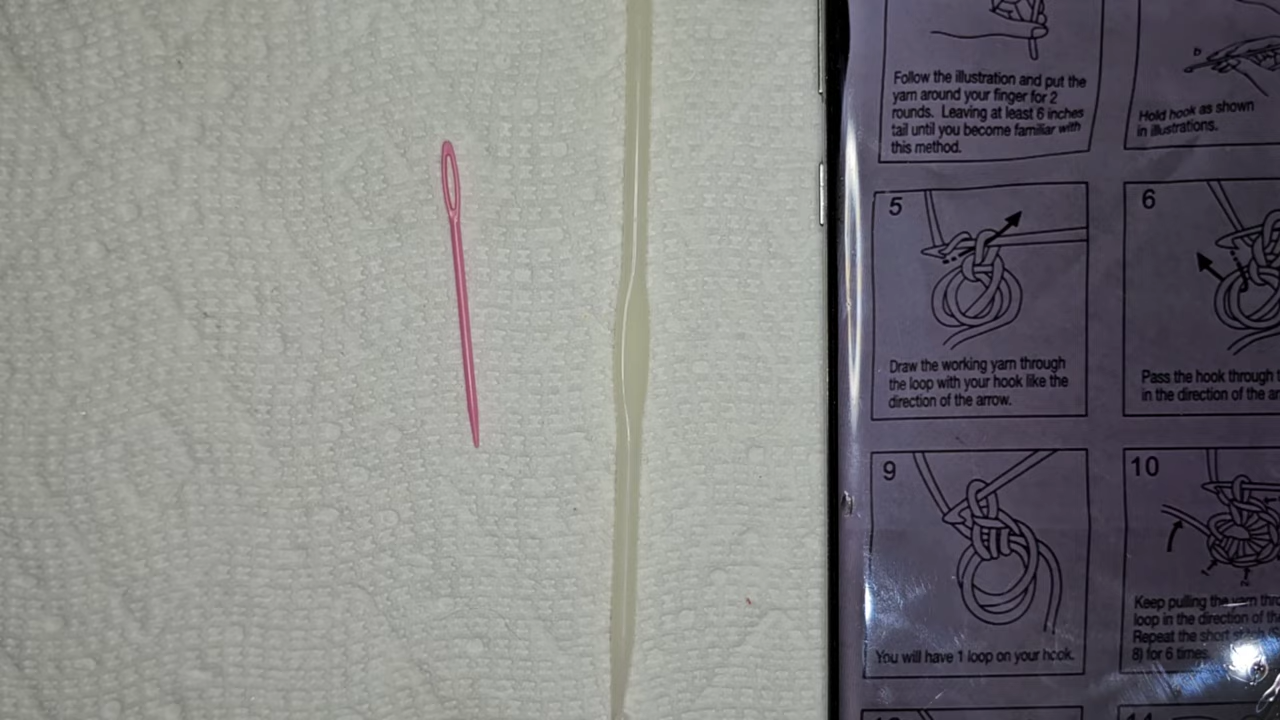 Follow the illustration and put the
yarn around your finger for 2
rounds. Leaving at least 6 inches
tail until you become familiar with
this method.
b
Hold hook as shown
in illustrations.
5
Draw the working yarn through
the loop with your hook like the
direction of the arrow.
6
Pass the hook through
in the direction of the
9
You will have 1 loop on your hook.
10
Keep pulling the yarn
loop in the direction of
Repeat the short stitch
8) for 6 times.